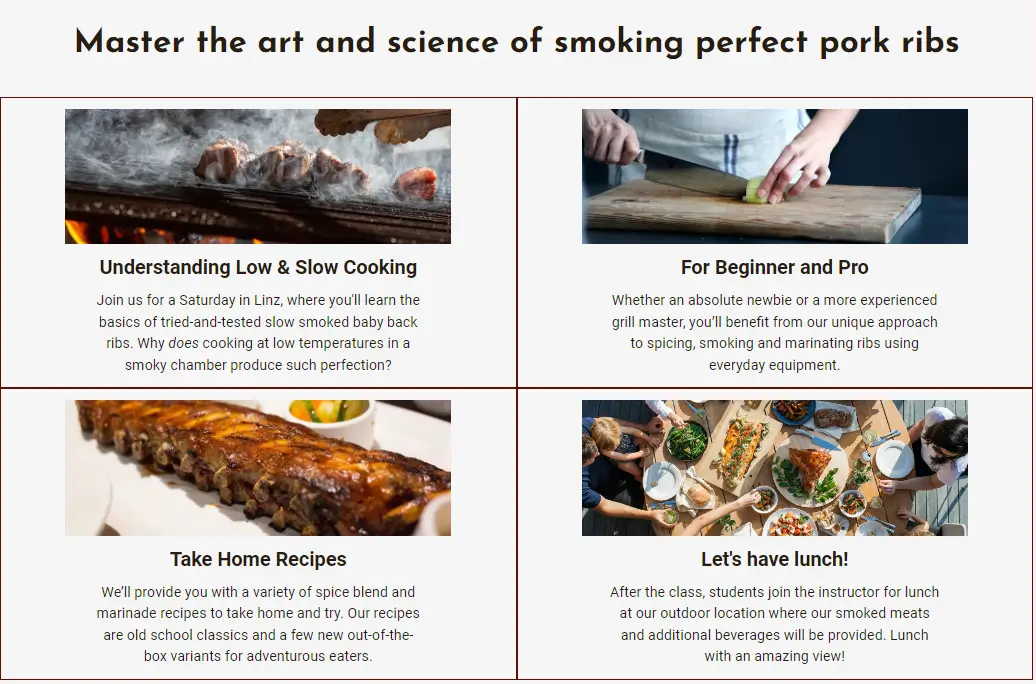 Master the art and science of smoking perfect pork ribs
Understanding Low & Slow Cooking
Join us for a Saturday in Linz, where you'll learn the
basics of tried-and-tested slow smoked baby back
ribs. Why does cooking at low temperatures in a
smoky chamber produce such perfection?
For Beginner and Pro
Whether an absolute newbie or a more experienced
grill master, you’ll benefit from our unique approach
to spicing, smoking and marinating ribs using
everyday equipment.
Take Home Recipes
We’ll provide you with a variety of spice blend and
marinade recipes to take home and try. Our recipes
are old school classics and a few new out-of-the-
box variants for adventurous eaters.
Let's have lunch!
After the class, students join the instructor for lunch
at our outdoor location where our smoked meats
and additional beverages will be provided. Lunch
with an amazing view!